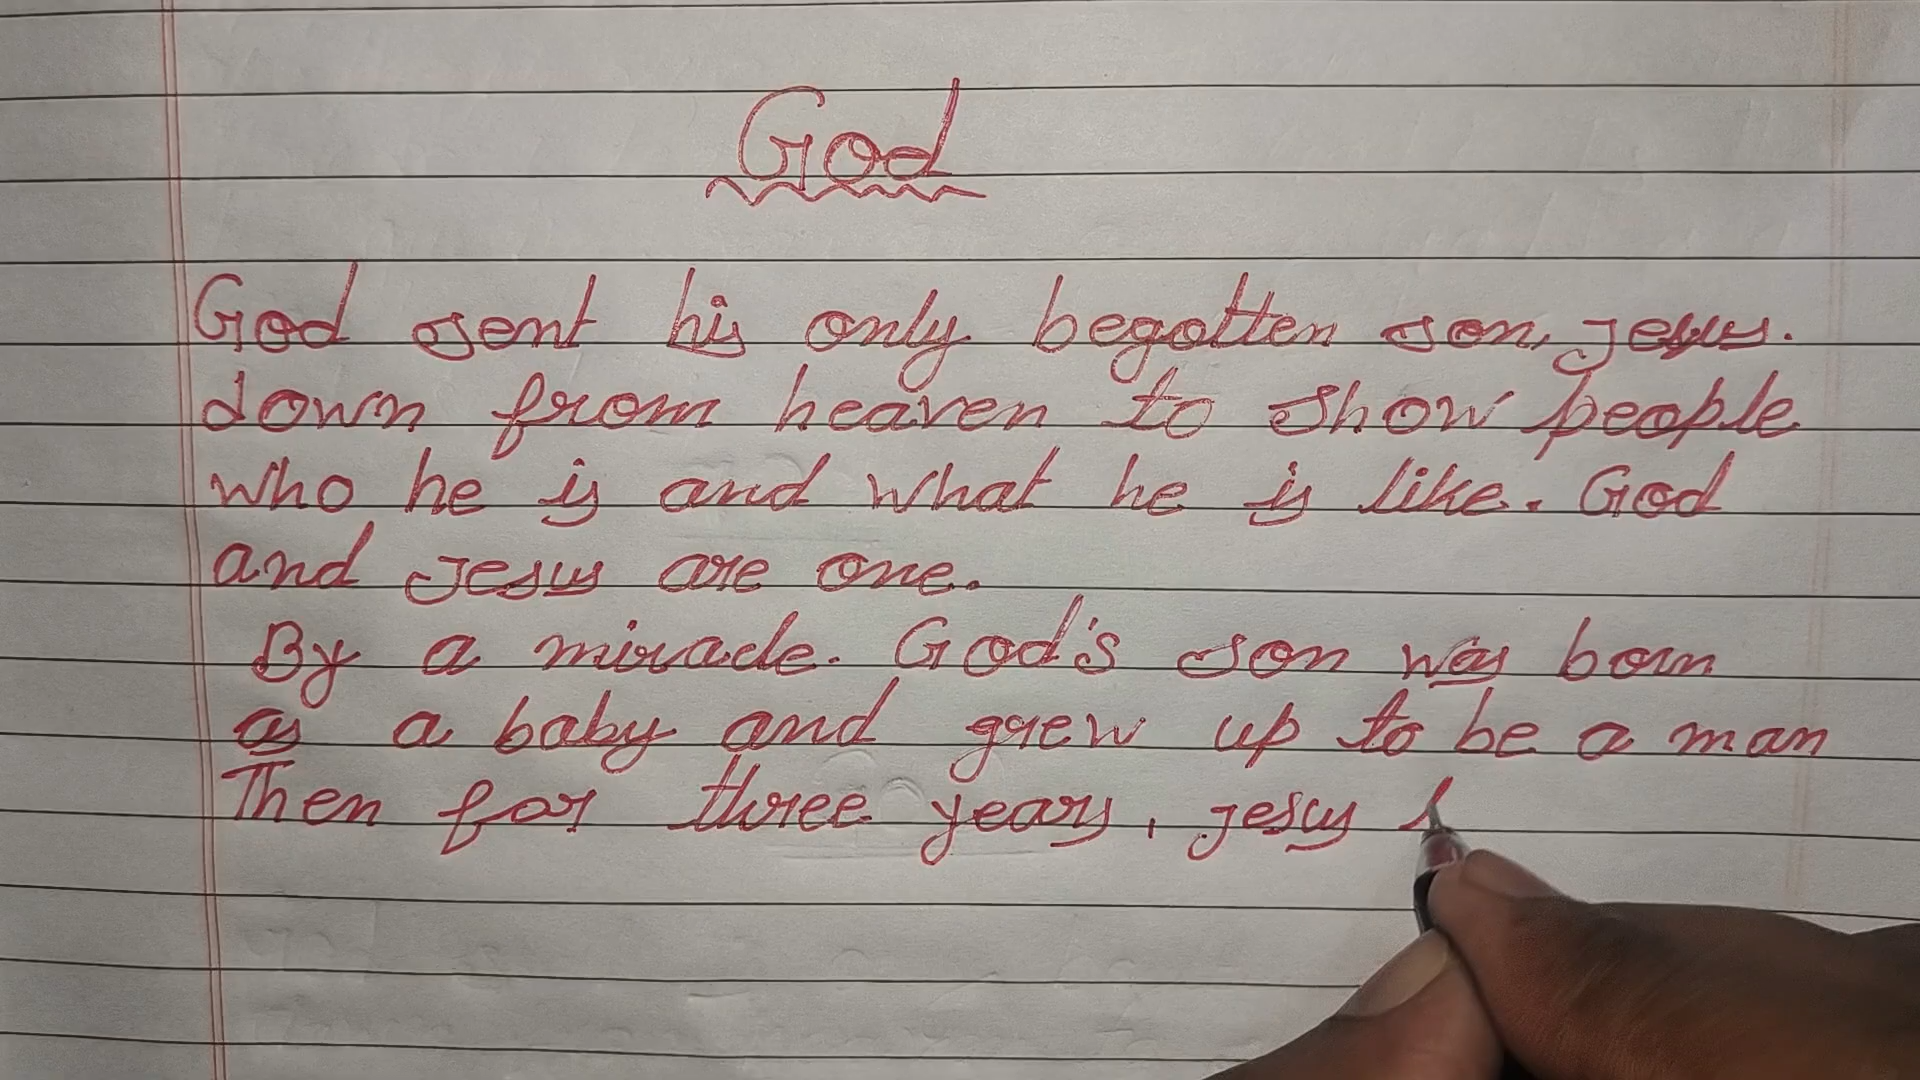 God
God sent his only begotten son, Jesus.
down from heaven to show people
who he is and what he is like. God
and Jesus are one.
By a miracle. God's son was born
as a baby and grew up to be a man
Then for three years, Jesus